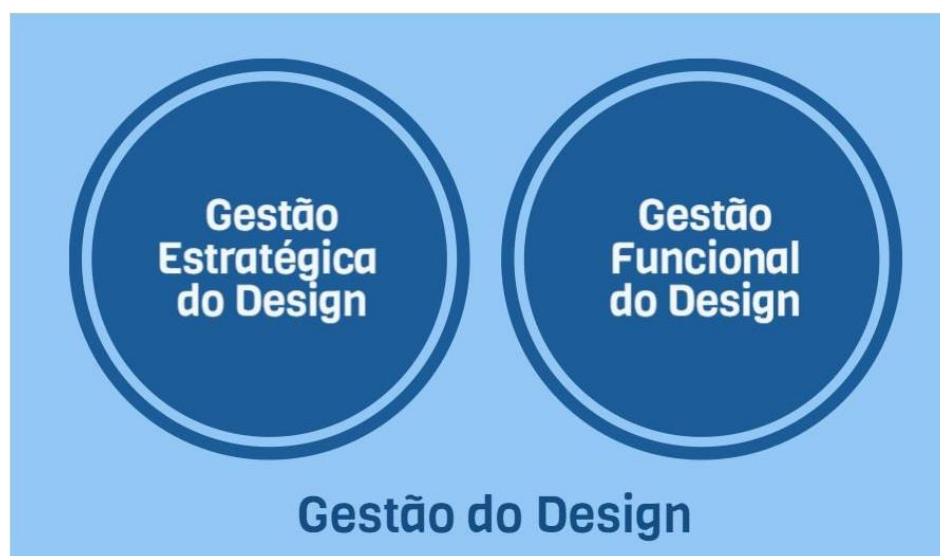 Gestão
Estratégica
do Design
Gestão
Funcional
do Design
Gestão do Design